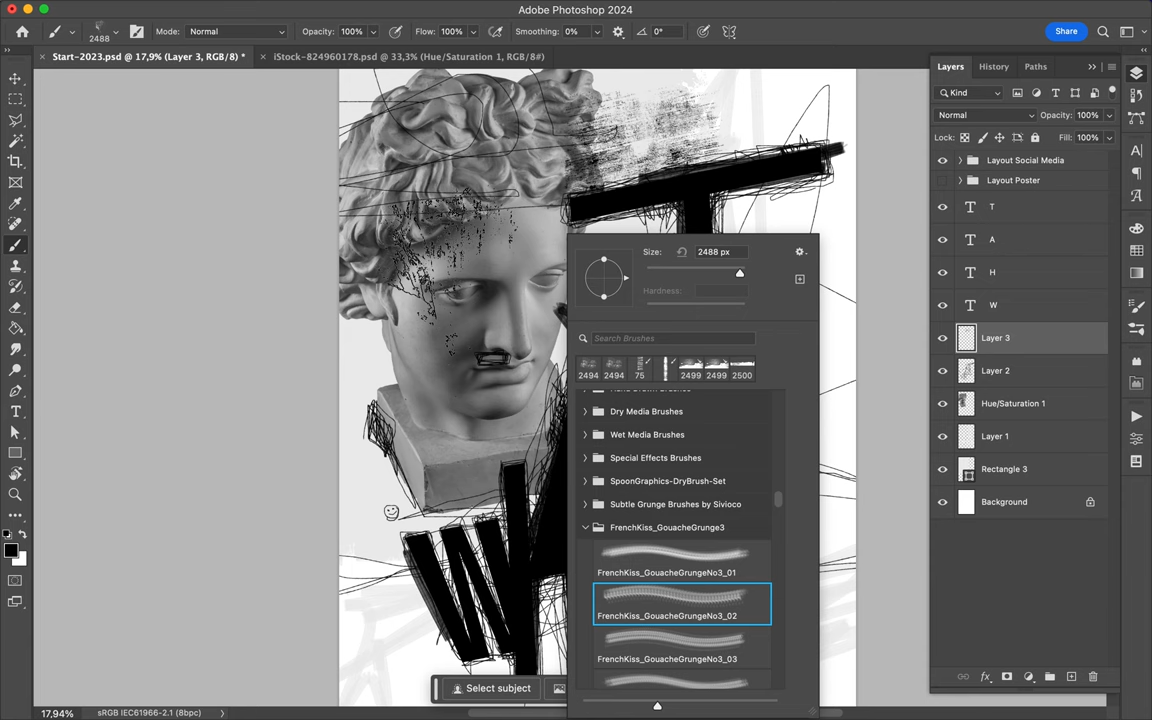 Adobe Photoshop 2024
2488
Mode: Normal
Opacity: 100%
Flow: 100%
Smoothing: 0%
0°
Share
Start-2023.psd @ 17,9% (Layer 3, RGB/8) *
iStock-824960178.psd @ 33,3% (Hue/Saturation 1, RGB/8#)
Layers
History
Paths
Kind
Normal
Opacity: 100%
Lock:
Fill: 100%
Layout Social Media
Layout Poster
T
A
H
W
Layer 3
Layer 2
Hue/Saturation 1
Layer 1
Rectangle 3
Background
Size:
2488 px
Hardness:
Search Brushes
2494
2494
75
2499
2499
2500
Dry Media Brushes
Wet Media Brushes
Special Effects Brushes
SpoonGraphics-DryBrush-Set
Subtle Grunge Brushes by Sivioco
FrenchKiss_GouacheGrunge3
FrenchKiss_GouacheGrungeNo3_01
FrenchKiss_GouacheGrungeNo3_02
FrenchKiss_GouacheGrungeNo3_03
Select subject
17,94%
sRGB IEC61966-2.1 (8bpc)